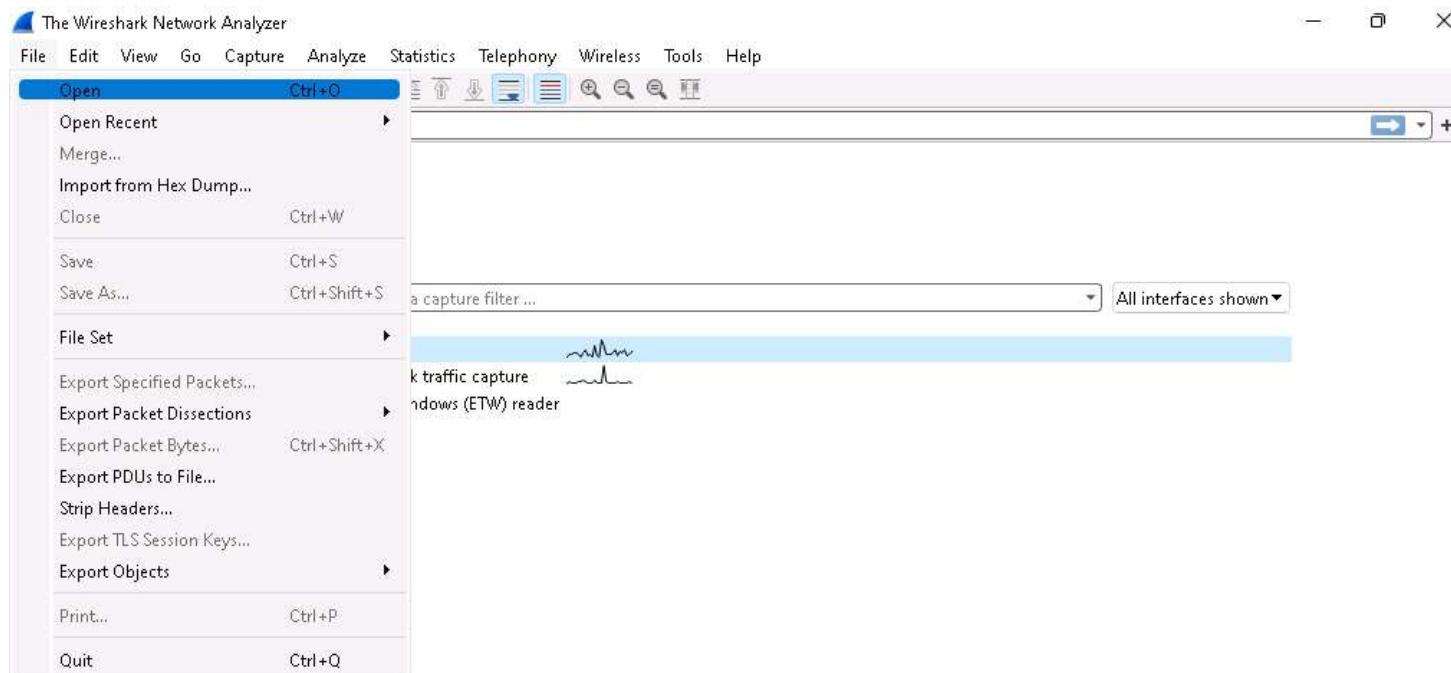 The Wireshark Network Analyzer
File Edit View Go Capture Analyze Statistics Telephony Wireless Tools Help
Open Ctrl+O
Open Recent
Merge...
Import from Hex Dump...
Close Ctrl+W
Save Ctrl+S
Save As... Ctrl+Shift+S
a capture filter ...
All interfaces shown
File Set
Export Specified Packets...
k traffic capture
Export Packet Dissections
ndows (ETW) reader
Export Packet Bytes... Ctrl+Shift+X
Export PDUs to File...
Strip Headers...
Export TLS Session Keys...
Export Objects
Print... Ctrl+P
Quit Ctrl+Q